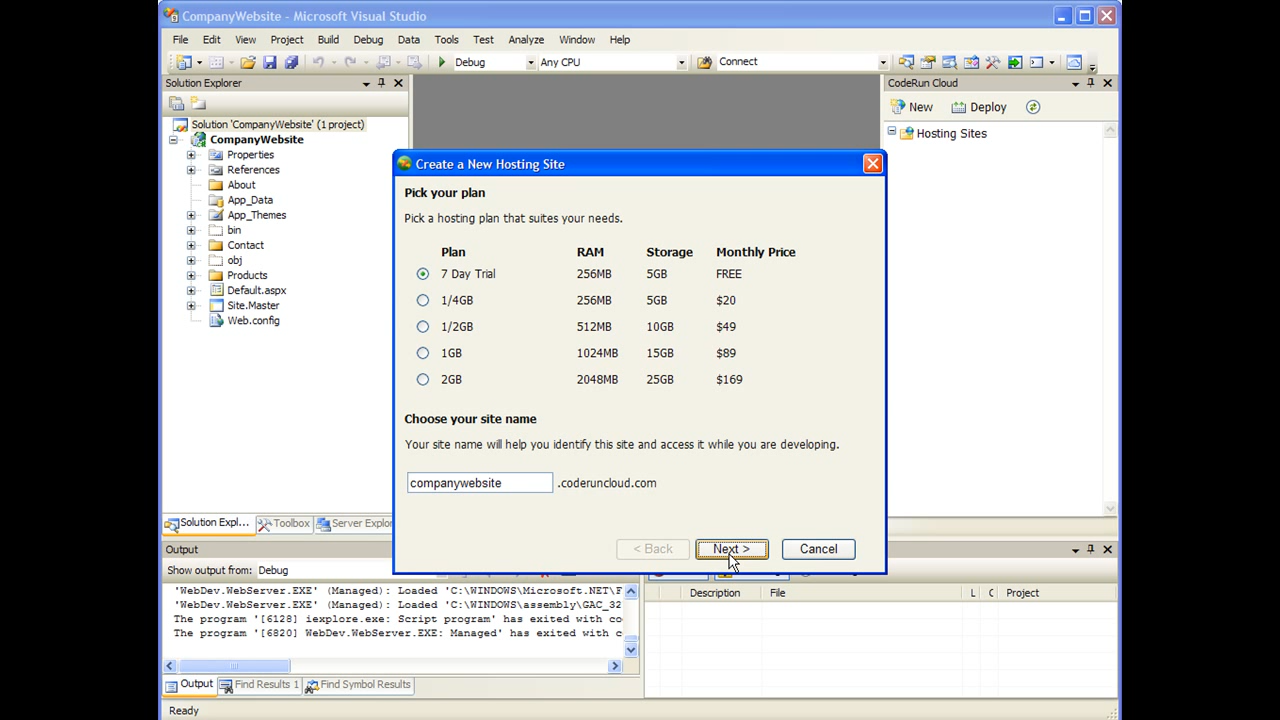 CompanyWebsite - Microsoft Visual Studio
File Edit View Project Build Debug Data Tools Test Analyze Window Help
Debug Any CPU Connect
Solution Explorer
CodeRun Cloud
New Deploy
Solution 'CompanyWebsite' (1 project)
Hosting Sites
CompanyWebsite
Properties
References
About
App_Data
App_Themes
bin
Contact
obj
Products
Default.aspx
Site.Master
Web.config
Create a New Hosting Site
Pick your plan
Pick a hosting plan that suites your needs.
Plan RAM Storage Monthly Price
7 Day Trial 256MB 5GB FREE
1/4GB 256MB 5GB $20
1/2GB 512MB 10GB $49
1GB 1024MB 15GB $89
2GB 2048MB 25GB $169
Choose your site name
Your site name will help you identify this site and access it while you are developing.
companywebsite .coderuncloud.com
< Back Next > Cancel
Solution Expl... Toolbox Server Explor
Output
Show output from: Debug
'WebDev.WebServer.EXE' (Managed): Loaded 'C:\WINDOWS\Microsoft.NET\F
'WebDev.WebServer.EXE' (Managed): Loaded 'C:\WINDOWS\assembly\GAC_32
The program '[6128] iexplore.exe: Script program' has exited with co
The program '[6820] WebDev.WebServer.EXE: Managed' has exited with c
Description File L C Project
Output Find Results 1 Find Symbol Results
Ready